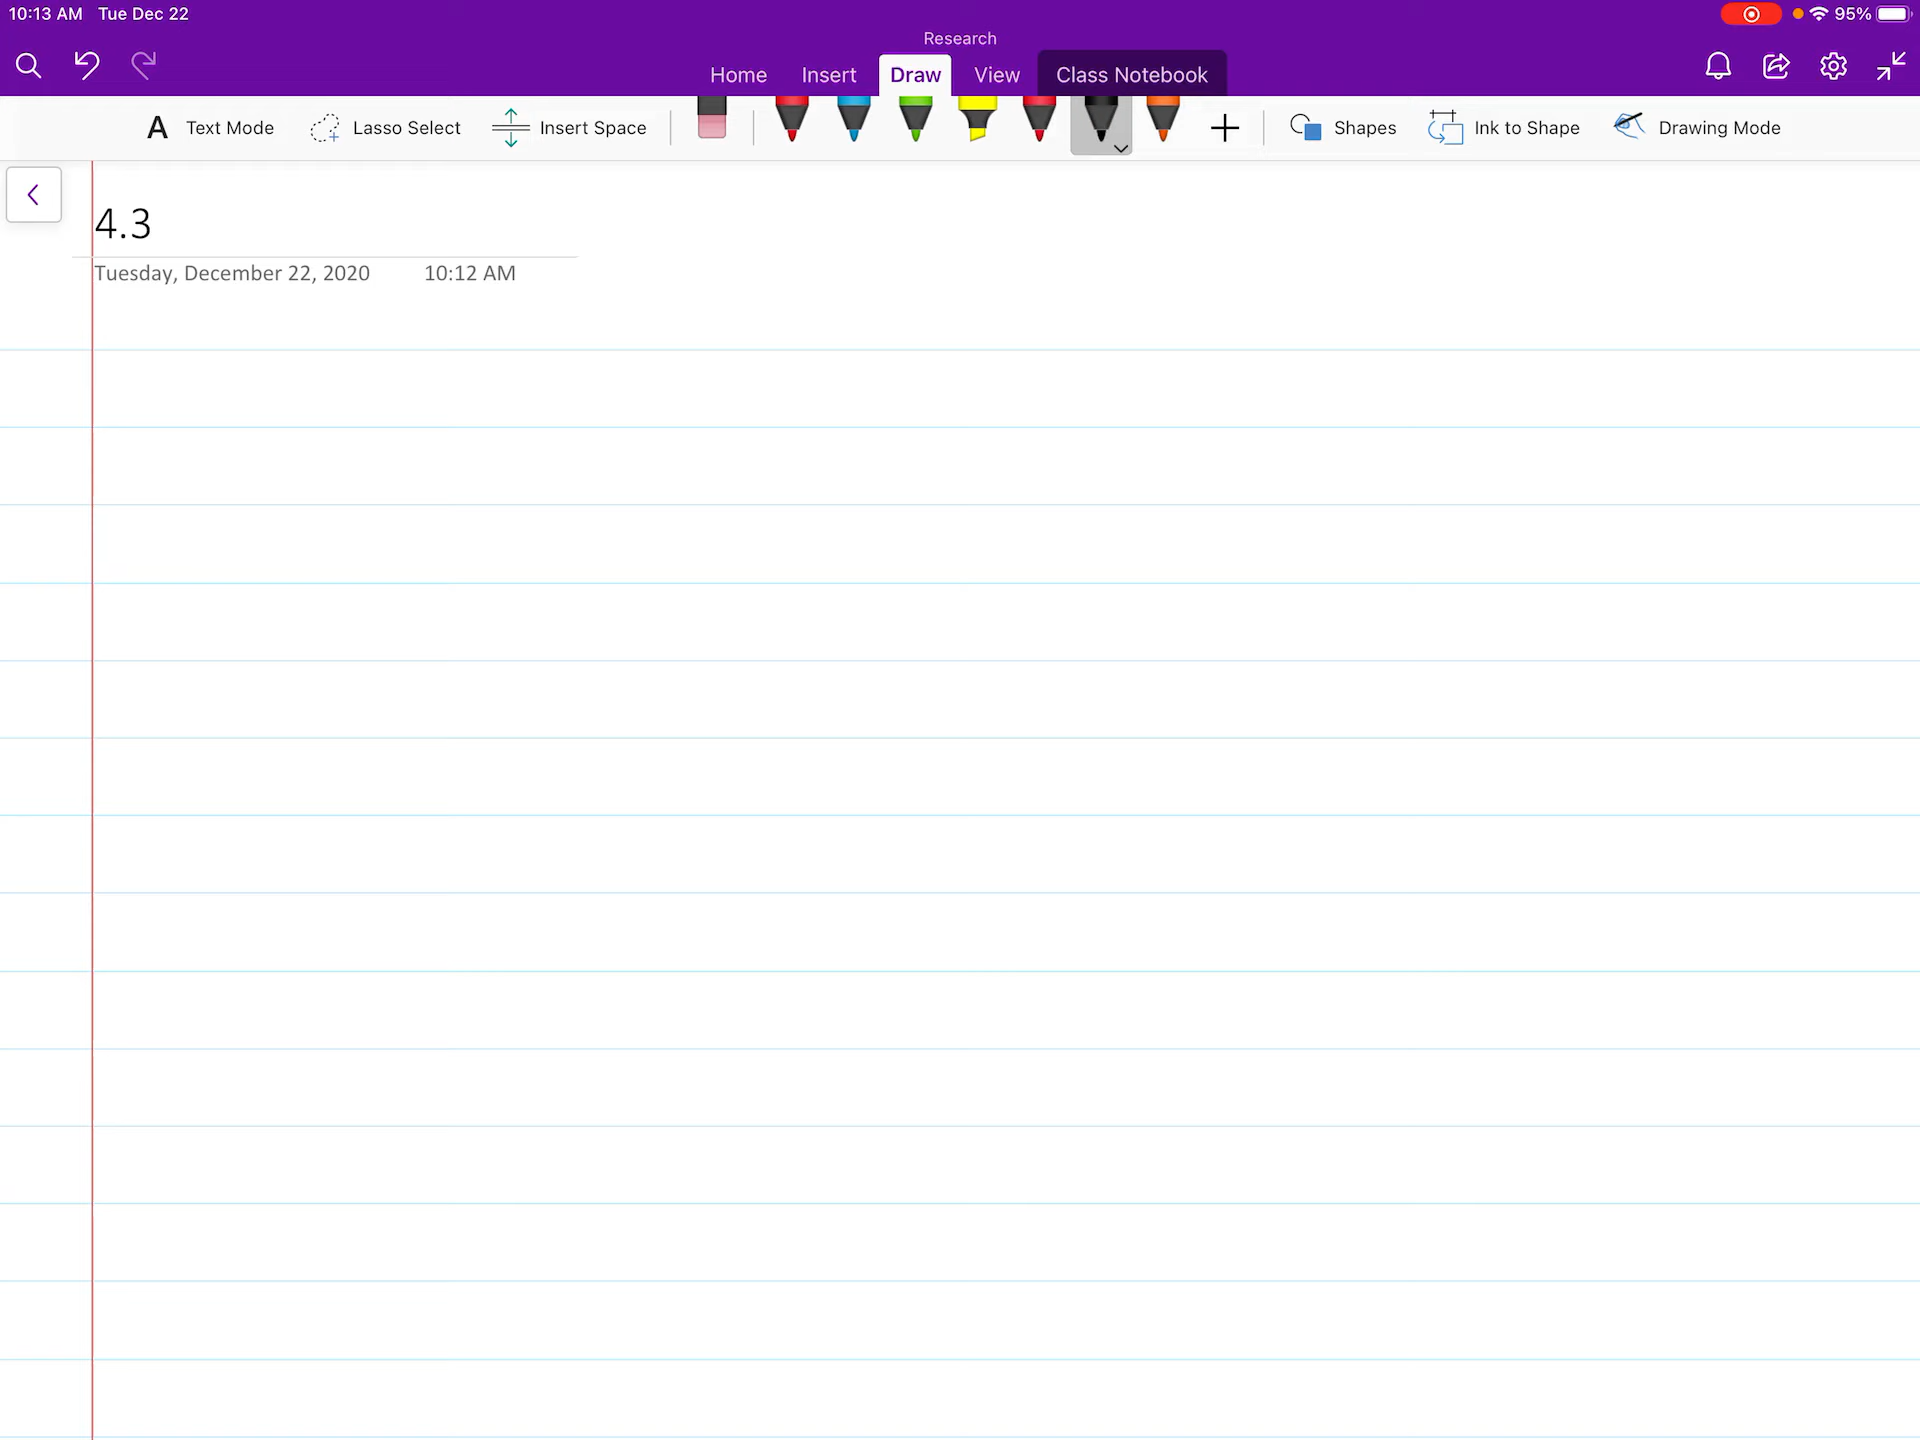 10:13 AM Tue Dec 22
95%
Research
Home Insert Draw View Class Notebook
Text Mode Lasso Select Insert Space Shapes Ink to Shape Drawing Mode
4.3
Tuesday, December 22, 2020 10:12 AM